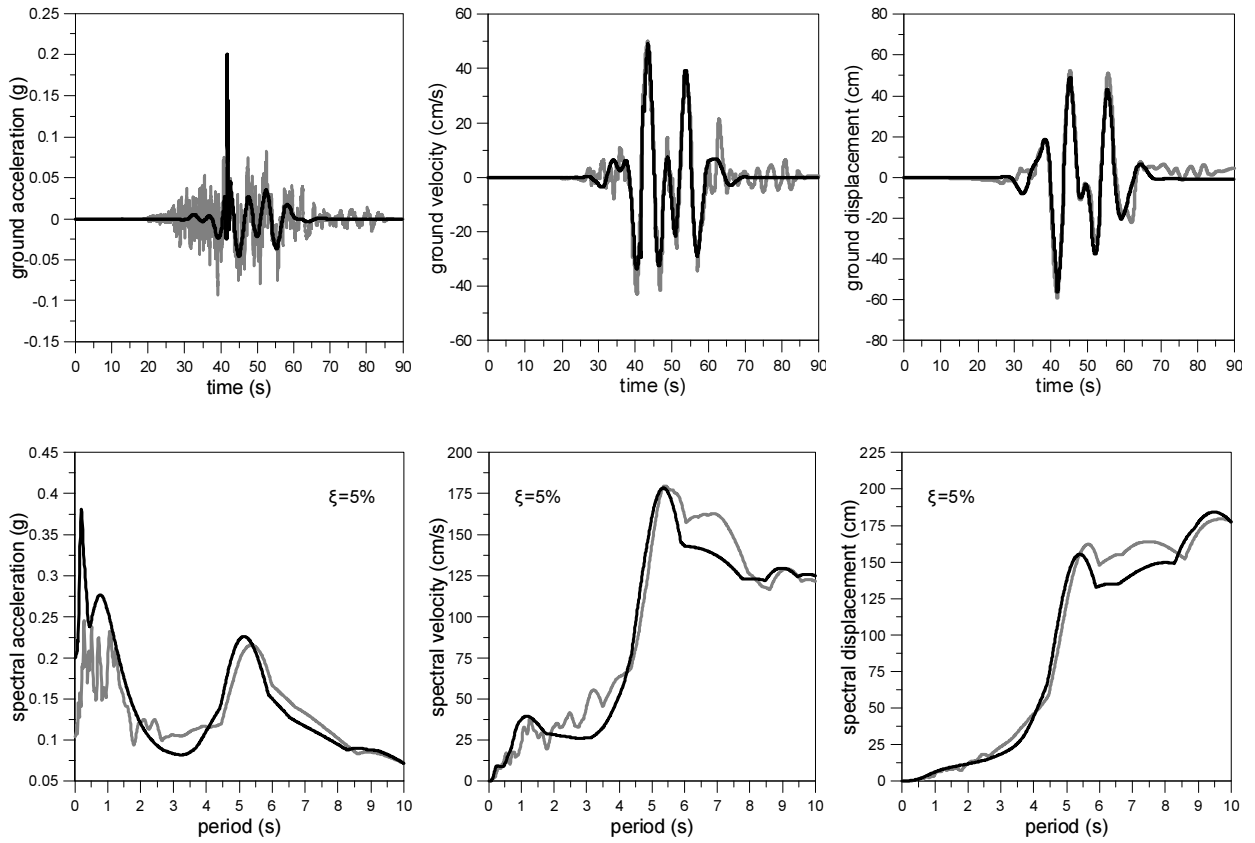 ground acceleration (g)
0.25
0.2
0.15
0.1
0.05
0
-0.05
-0.1
-0.15
0 10 20 30 40 50 60 70 80 90
time (s)
ground velocity (cm/s)
60
40
20
0
-20
-40
-60
0 10 20 30 40 50 60 70 80 90
time (s)
ground displacement (cm)
80
60
40
20
0
-20
-40
-60
-80
0 10 20 30 40 50 60 70 80 90
time (s)
spectral acceleration (g)
0.45
0.4
0.35
0.3
0.25
0.2
0.15
0.1
0.05
ξ=5%
0 1 2 3 4 5 6 7 8 9 10
period (s)
spectral velocity (cm/s)
200
175
150
125
100
75
50
25
0
ξ=5%
0 1 2 3 4 5 6 7 8 9 10
period (s)
spectral displacement (cm)
225
200
175
150
125
100
75
50
25
0
ξ=5%
0 1 2 3 4 5 6 7 8 9 10
period (s)